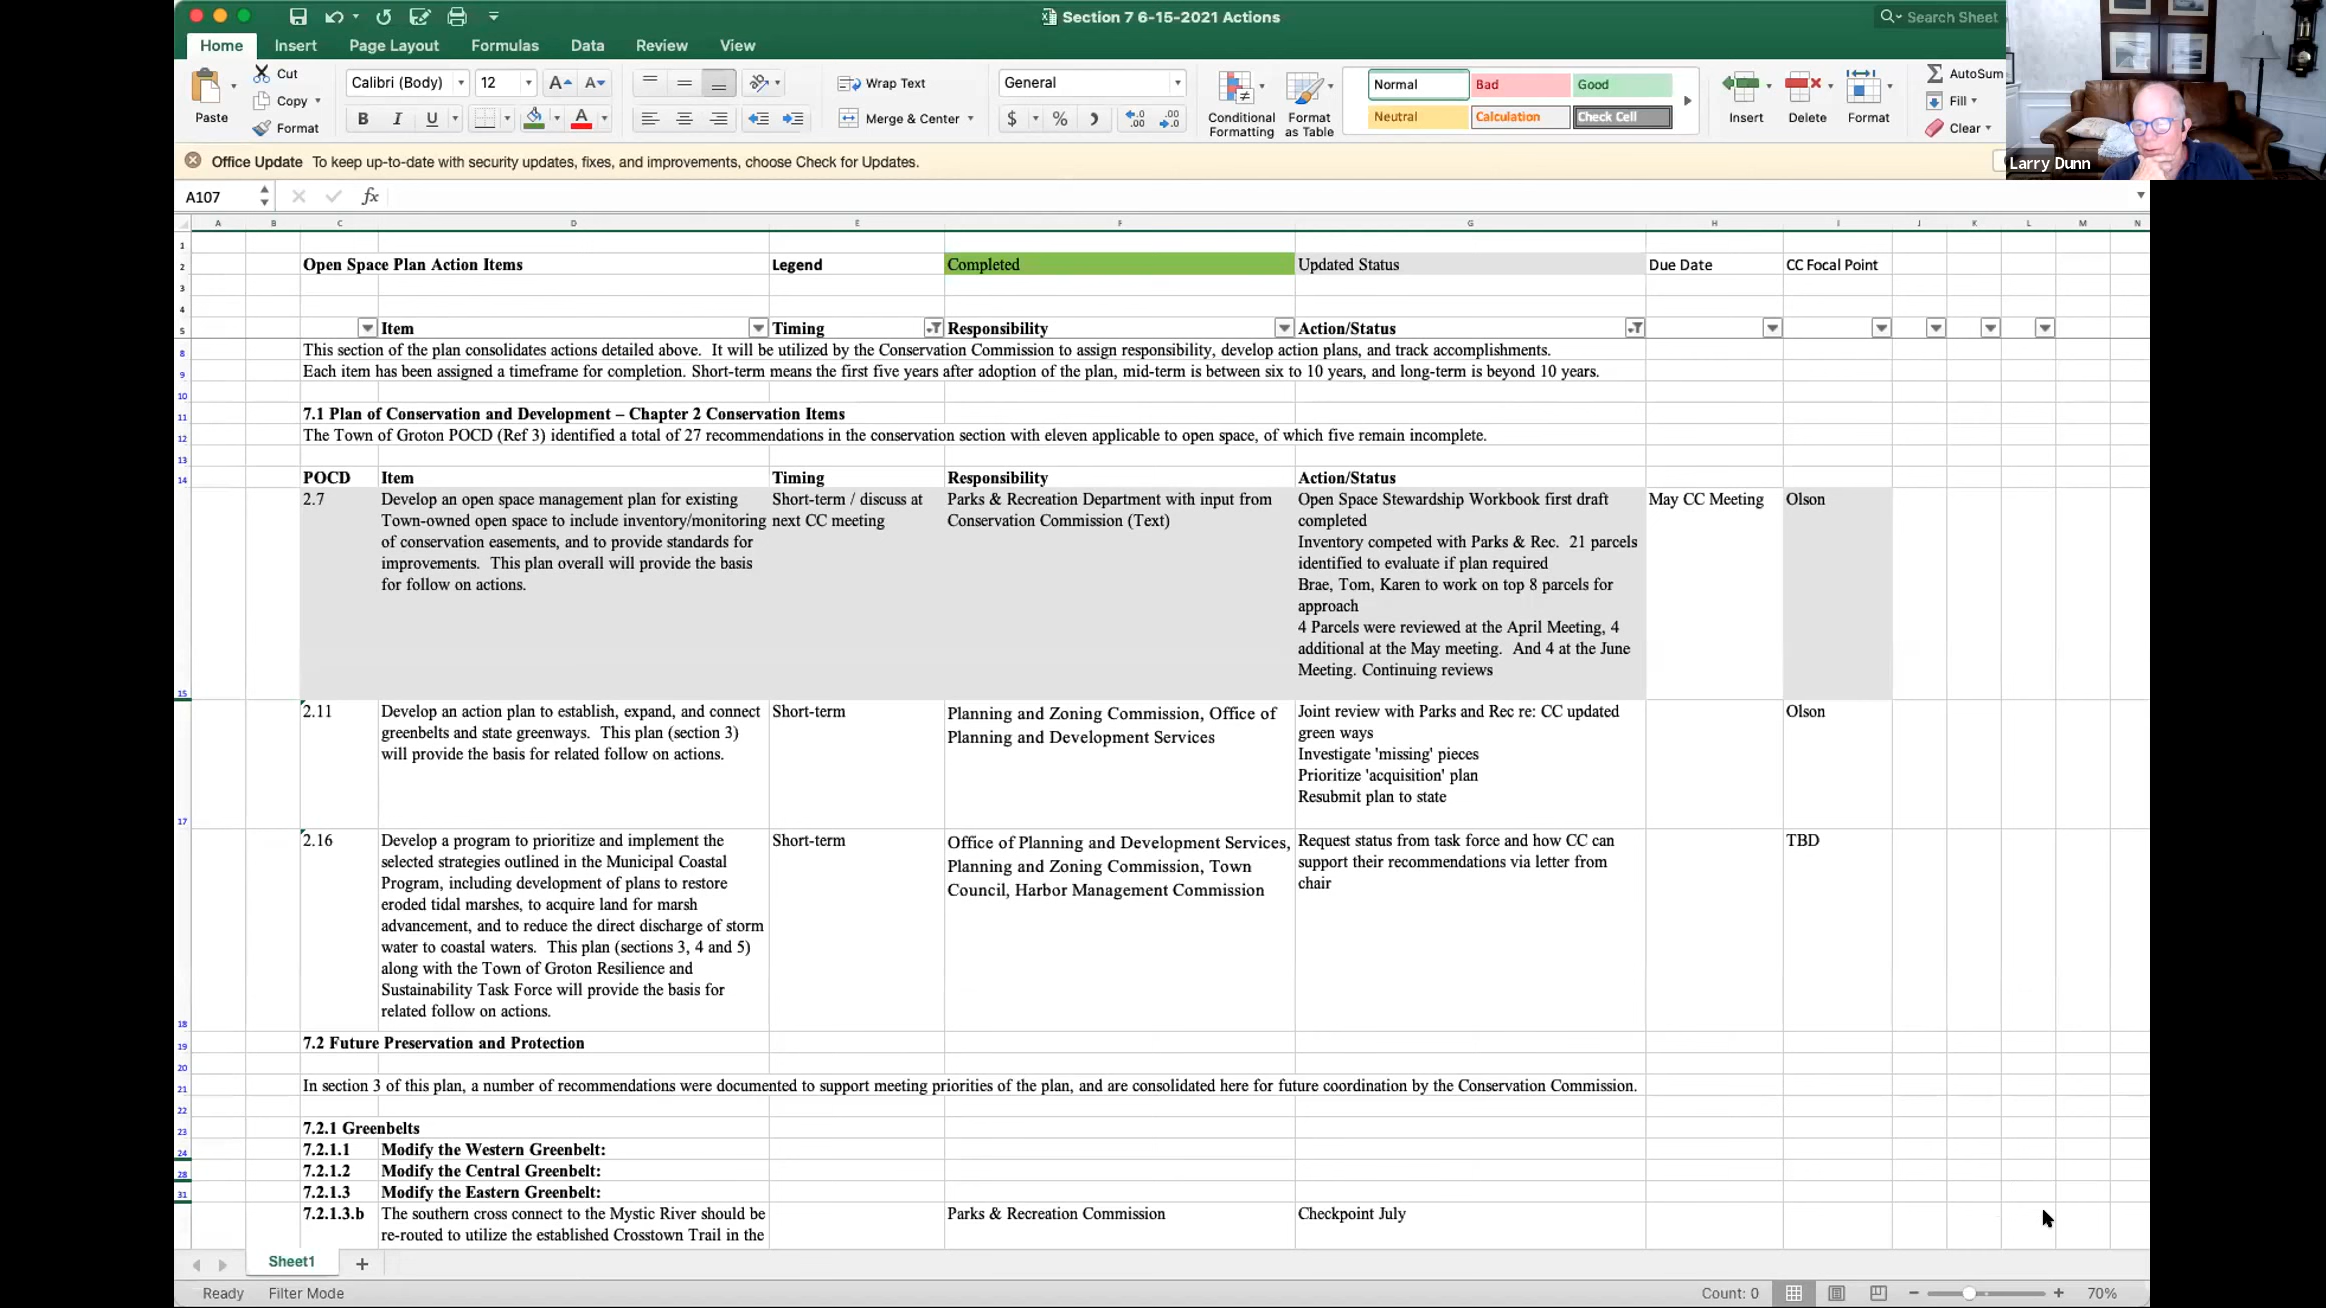 Section 7 6-15-2021 Actions
Search Sheet
Home Insert Page Layout Formulas Data Review View
Paste
Cut
Copy
Format
Calibri (Body) 12 A A
B I U A
Wrap Text
Merge & Center
General
$ % 
Conditional Formatting
Format as Table
Normal Bad Good
Neutral Calculation Check Cell
Insert Delete Format
AutoSum
Fill
Clear
Larry Dunn
Office Update To keep up-to-date with security updates, fixes, and improvements, choose Check for Updates.
A107 fx
A B C D E F G H I J K L M N
1
2 Open Space Plan Action Items Legend Completed Updated Status Due Date CC Focal Point
3
4
5 Item Timing Responsibility Action/Status
8 This section of the plan consolidates actions detailed above. It will be utilized by the Conservation Commission to assign responsibility, develop action plans, and track accomplishments.
9 Each item has been assigned a timeframe for completion. Short-term means the first five years after adoption of the plan, mid-term is between six to 10 years, and long-term is beyond 10 years.
10
11 7.1 Plan of Conservation and Development – Chapter 2 Conservation Items
12 The Town of Groton POCD (Ref 3) identified a total of 27 recommendations in the conservation section with eleven applicable to open space, of which five remain incomplete.
13
14 POCD Item Timing Responsibility Action/Status
15
2.7
Develop an open space management plan for existing
Town-owned open space to include inventory/monitoring
of conservation easements, and to provide standards for
improvements. This plan overall will provide the basis
for follow on actions.
Short-term / discuss at
next CC meeting
Parks & Recreation Department with input from
Conservation Commission (Text)
Open Space Stewardship Workbook first draft
completed
Inventory competed with Parks & Rec. 21 parcels
identified to evaluate if plan required
Brae, Tom, Karen to work on top 8 parcels for
approach
4 Parcels were reviewed at the April Meeting, 4
additional at the May meeting. And 4 at the June
Meeting. Continuing reviews
May CC Meeting
Olson
17
2.11
Develop an action plan to establish, expand, and connect
greenbelts and state greenways. This plan (section 3)
will provide the basis for related follow on actions.
Short-term
Planning and Zoning Commission, Office of
Planning and Development Services
Joint review with Parks and Rec re: CC updated
green ways
Investigate 'missing' pieces
Prioritize 'acquisition' plan
Resubmit plan to state
Olson
18
2.16
Develop a program to prioritize and implement the
selected strategies outlined in the Municipal Coastal
Program, including development of plans to restore
eroded tidal marshes, to acquire land for marsh
advancement, and to reduce the direct discharge of storm
water to coastal waters. This plan (sections 3, 4 and 5)
along with the Town of Groton Resilience and
Sustainability Task Force will provide the basis for
related follow on actions.
Short-term
Office of Planning and Development Services,
Planning and Zoning Commission, Town
Council, Harbor Management Commission
Request status from task force and how CC can
support their recommendations via letter from
chair
TBD
19 7.2 Future Preservation and Protection
20
21 In section 3 of this plan, a number of recommendations were documented to support meeting priorities of the plan, and are consolidated here for future coordination by the Conservation Commission.
22
23 7.2.1 Greenbelts
24 7.2.1.1 Modify the Western Greenbelt:
28 7.2.1.2 Modify the Central Greenbelt:
31 7.2.1.3 Modify the Eastern Greenbelt:
7.2.1.3.b The southern cross connect to the Mystic River should be
re-routed to utilize the established Crosstown Trail in the
Parks & Recreation Commission
Checkpoint July
Sheet1 +
Ready Filter Mode Count: 0 − + 70%